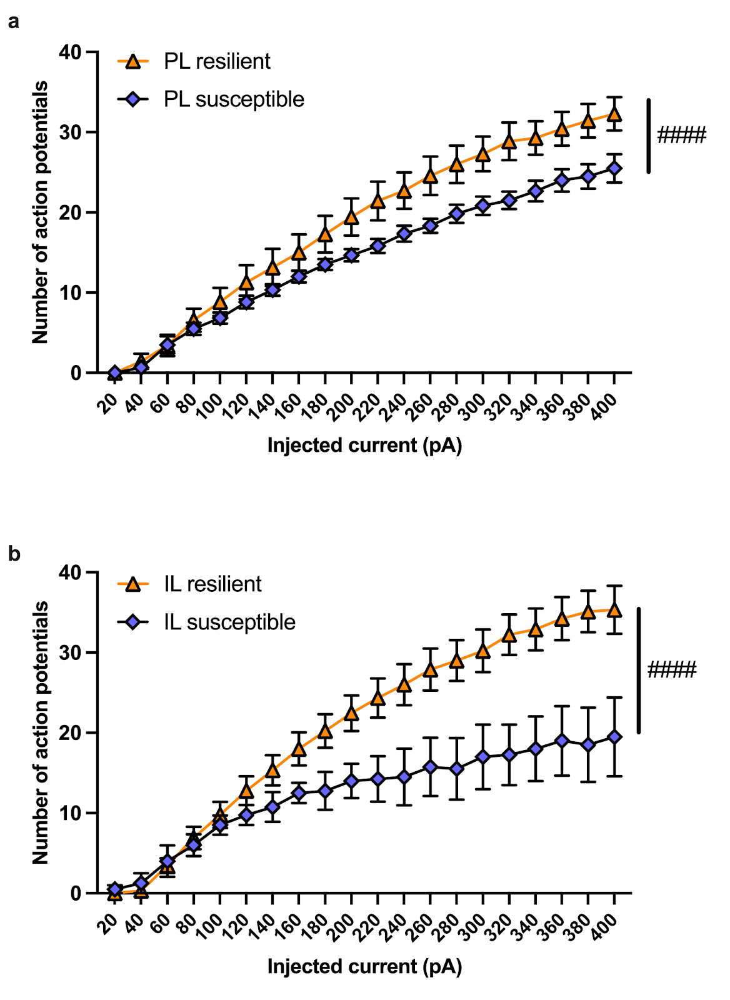 a
40
30
20
10
0
Number of action potentials
PL resilient
PL susceptible
####
20 40 60 80 100 120 140 160 180 200 220 240 260 280 300 320 340 360 380 400
Injected current (pA)
b
40
30
20
10
0
Number of action potentials
IL resilient
IL susceptible
####
20 40 60 80 100 120 140 160 180 200 220 240 260 280 300 320 340 360 380 400
Injected current (pA)